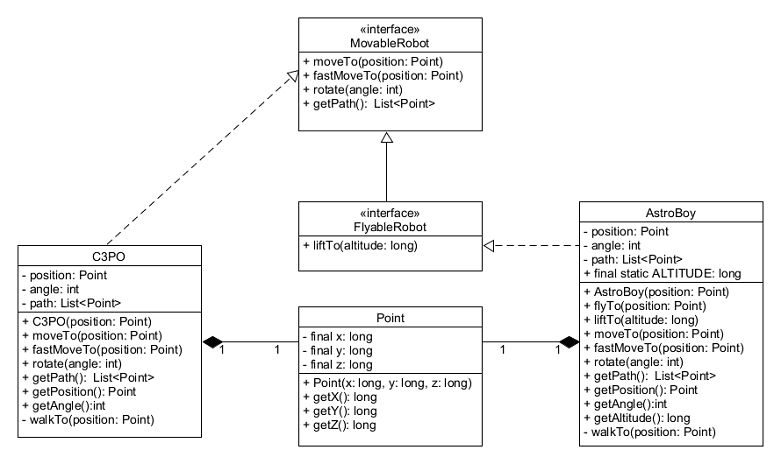 «interface»
MovableRobot
+ moveTo(position: Point)
+ fastMoveTo(position: Point)
+ rotate(angle: int)
+ getPath():  List<Point>
«interface»
FlyableRobot
+ liftTo(altitude: long)
AstroBoy
- position: Point
- angle: int
- path: List<Point>
+ final static ALTITUDE: long
+ AstroBoy(position: Point)
+ flyTo(position: Point)
+ liftTo(altitude: long)
+ moveTo(position: Point)
+ fastMoveTo(position: Point)
+ rotate(angle: int)
+ getPath():  List<Point>
+ getPosition(): Point
+ getAngle():int
+ getAltitude(): long
- walkTo(position: Point)
C3PO
- position: Point
- angle: int
- path: List<Point>
+ C3PO(position: Point)
+ moveTo(position: Point)
+ fastMoveTo(position: Point)
+ rotate(angle: int)
+ getPath():  List<Point>
+ getPosition(): Point
+ getAngle():int
- walkTo(position: Point)
Point
- final x: long
- final y: long
- final z: long
+ Point(x: long, y: long, z: long)
+ getX(): long
+ getY(): long
+ getZ(): long
1
1
1
1